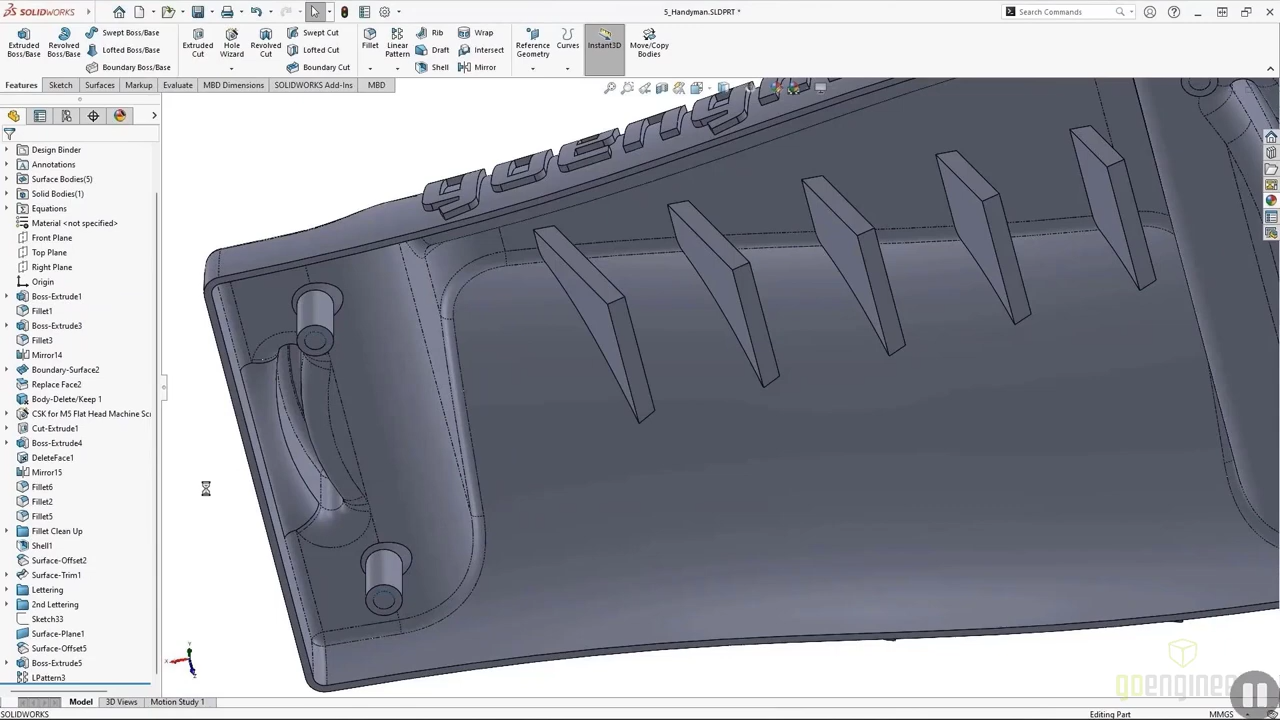 SOLIDWORKS
5_Handyman.SLDPRT *
Search Commands
Extruded Boss/Base
Revolved Boss/Base
Swept Boss/Base
Lofted Boss/Base
Boundary Boss/Base
Extruded Cut
Hole Wizard
Revolved Cut
Swept Cut
Lofted Cut
Boundary Cut
Fillet
Linear Pattern
Rib
Draft
Shell
Wrap
Intersect
Mirror
Reference Geometry
Curves
Instant3D
Move/Copy Bodies
Features
Sketch
Surfaces
Markup
Evaluate
MBD Dimensions
SOLIDWORKS Add-Ins
MBD
Design Binder
Annotations
Surface Bodies(5)
Solid Bodies(1)
Equations
Material <not specified>
Front Plane
Top Plane
Right Plane
Origin
Boss-Extrude1
Fillet1
Boss-Extrude3
Fillet3
Mirror14
Boundary-Surface2
Replace Face2
Body-Delete/Keep 1
CSK for M5 Flat Head Machine Sc
Cut-Extrude1
Boss-Extrude4
DeleteFace1
Mirror15
Fillet6
Fillet2
Fillet5
Fillet Clean Up
Shell1
Surface-Offset2
Surface-Trim1
Lettering
2nd Lettering
Sketch33
Surface-Plane1
Surface-Offset5
Boss-Extrude5
LPattern3
goengine
Model
3D Views
Motion Study 1
SOLIDWORKS
Editing Part
MMGS